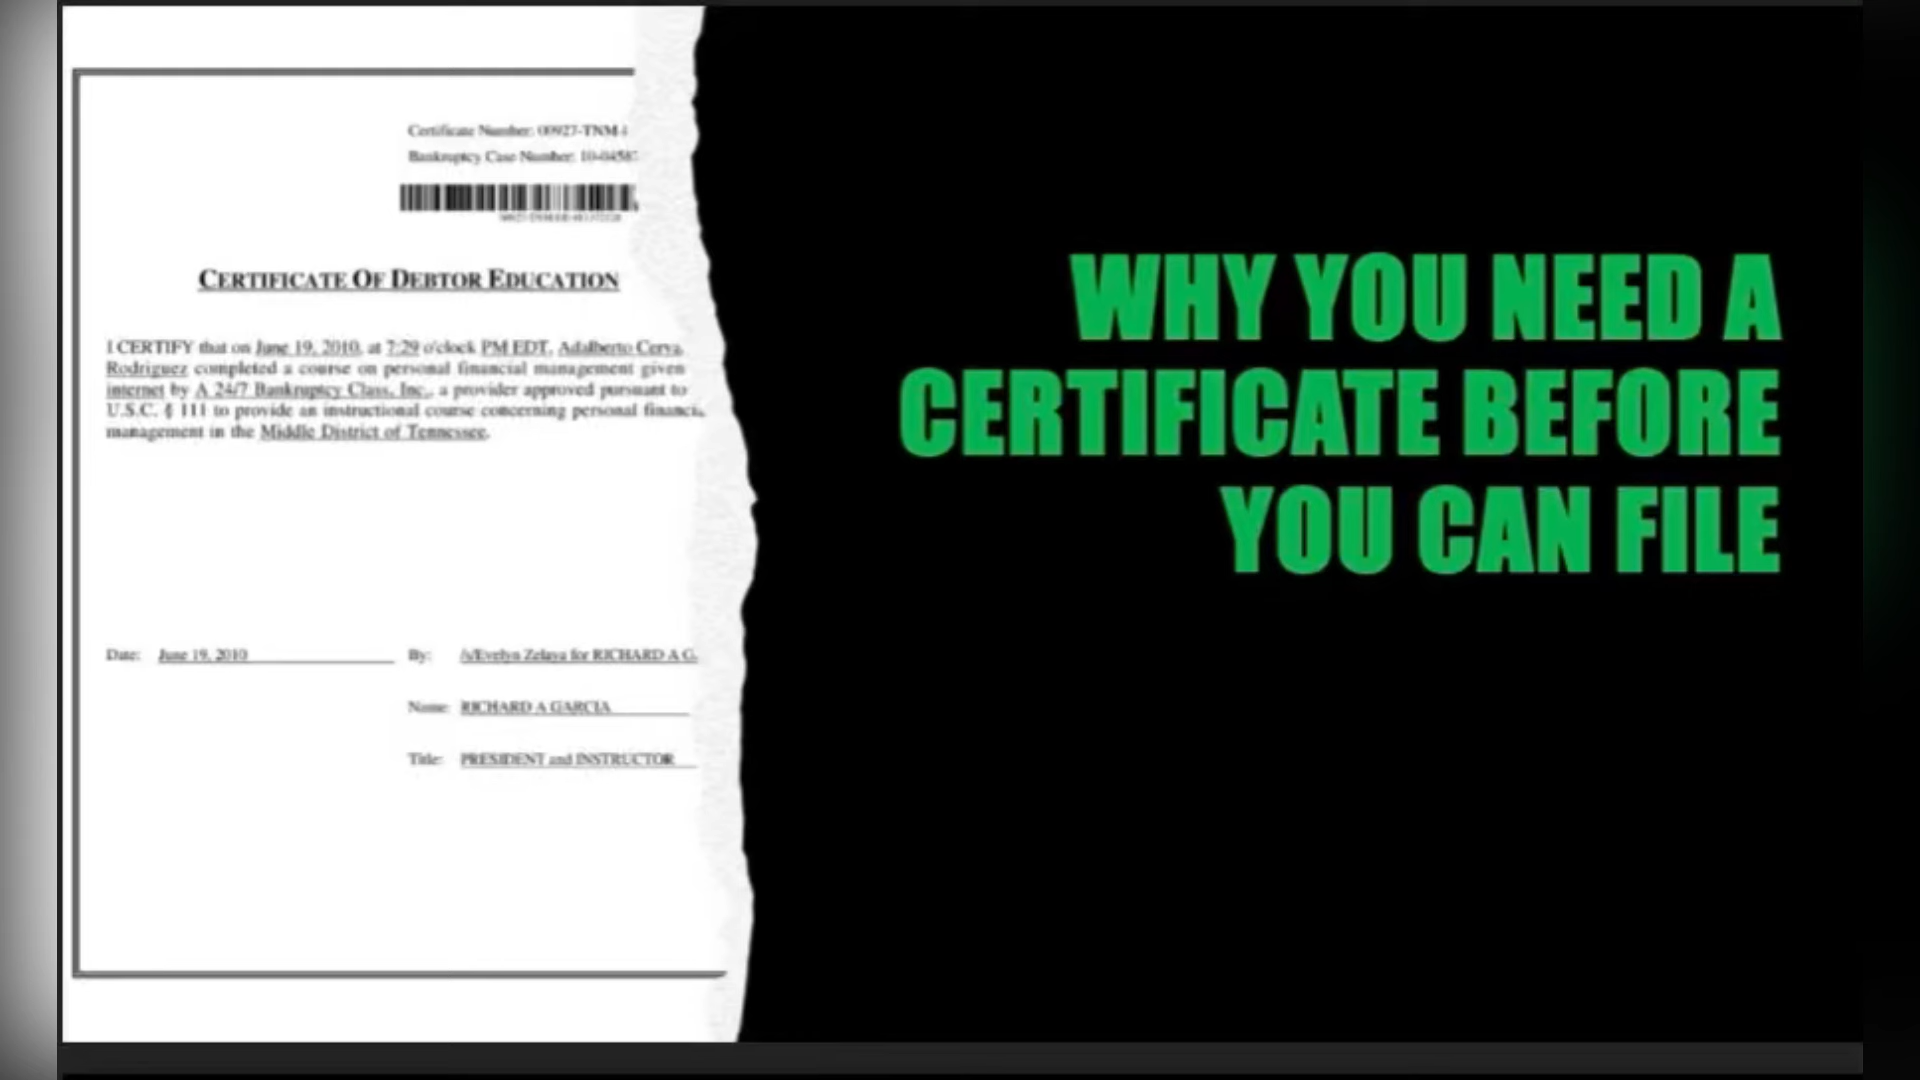 Certificate Number: 00927-TNM-
Bankruptcy Case Number: 10-0458
CERTIFICATE OF DEBTOR EDUCATION
I CERTIFY that on June 19, 2010, at 7:29 o'clock PM EDT, Adalberto Cerva
Rodriguez completed a course on personal financial management given
internet by A 24/7 Bankruptcy Class, Inc., a provider approved pursuant to
U.S.C. § 111 to provide an instructional course concerning personal financi
management in the Middle District of Tennessee.
Date: June 19, 2010 By: /s/Evelyn Zelaya for RICHARD A G
Name: RICHARD A GARCIA
Title: PRESIDENT and INSTRUCTOR
WHY YOU NEED A
CERTIFICATE BEFORE
YOU CAN FILE